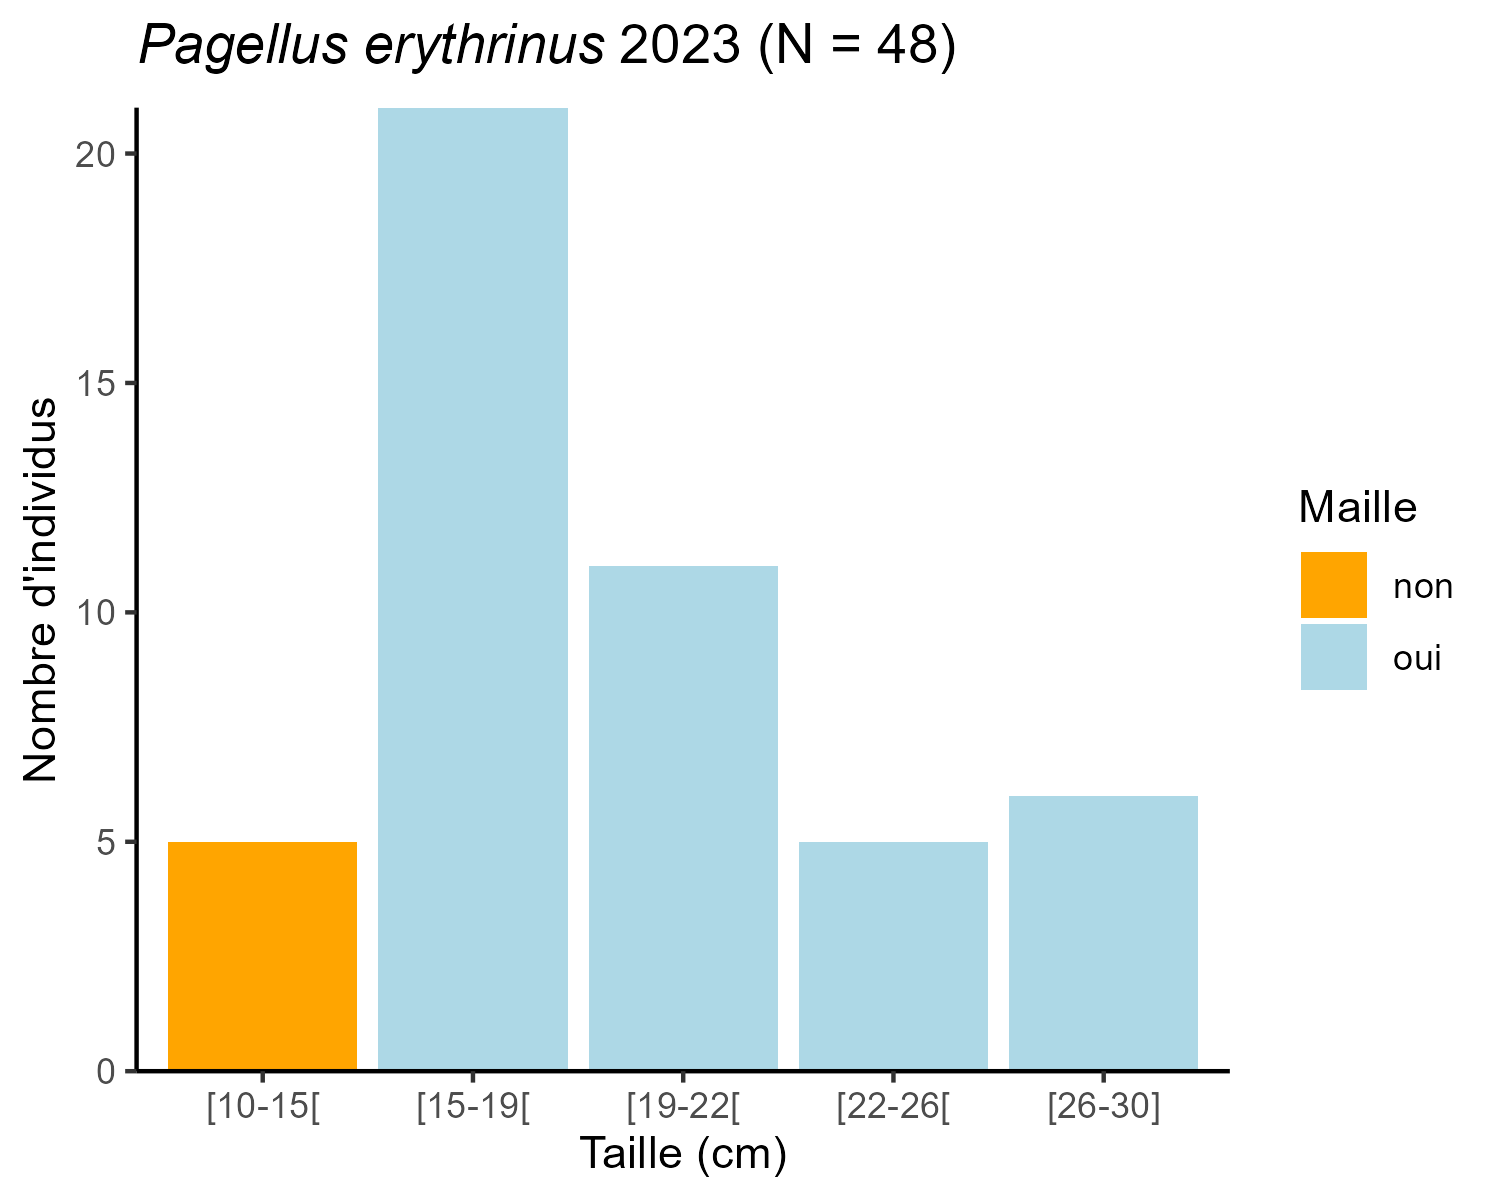 Pagellus erythrinus 2023 (N = 48)
Nombre d'individus
20
15
10
5
0
[10-15[
[15-19[
[19-22[
[22-26[
[26-30]
Taille (cm)
Maille
non
oui